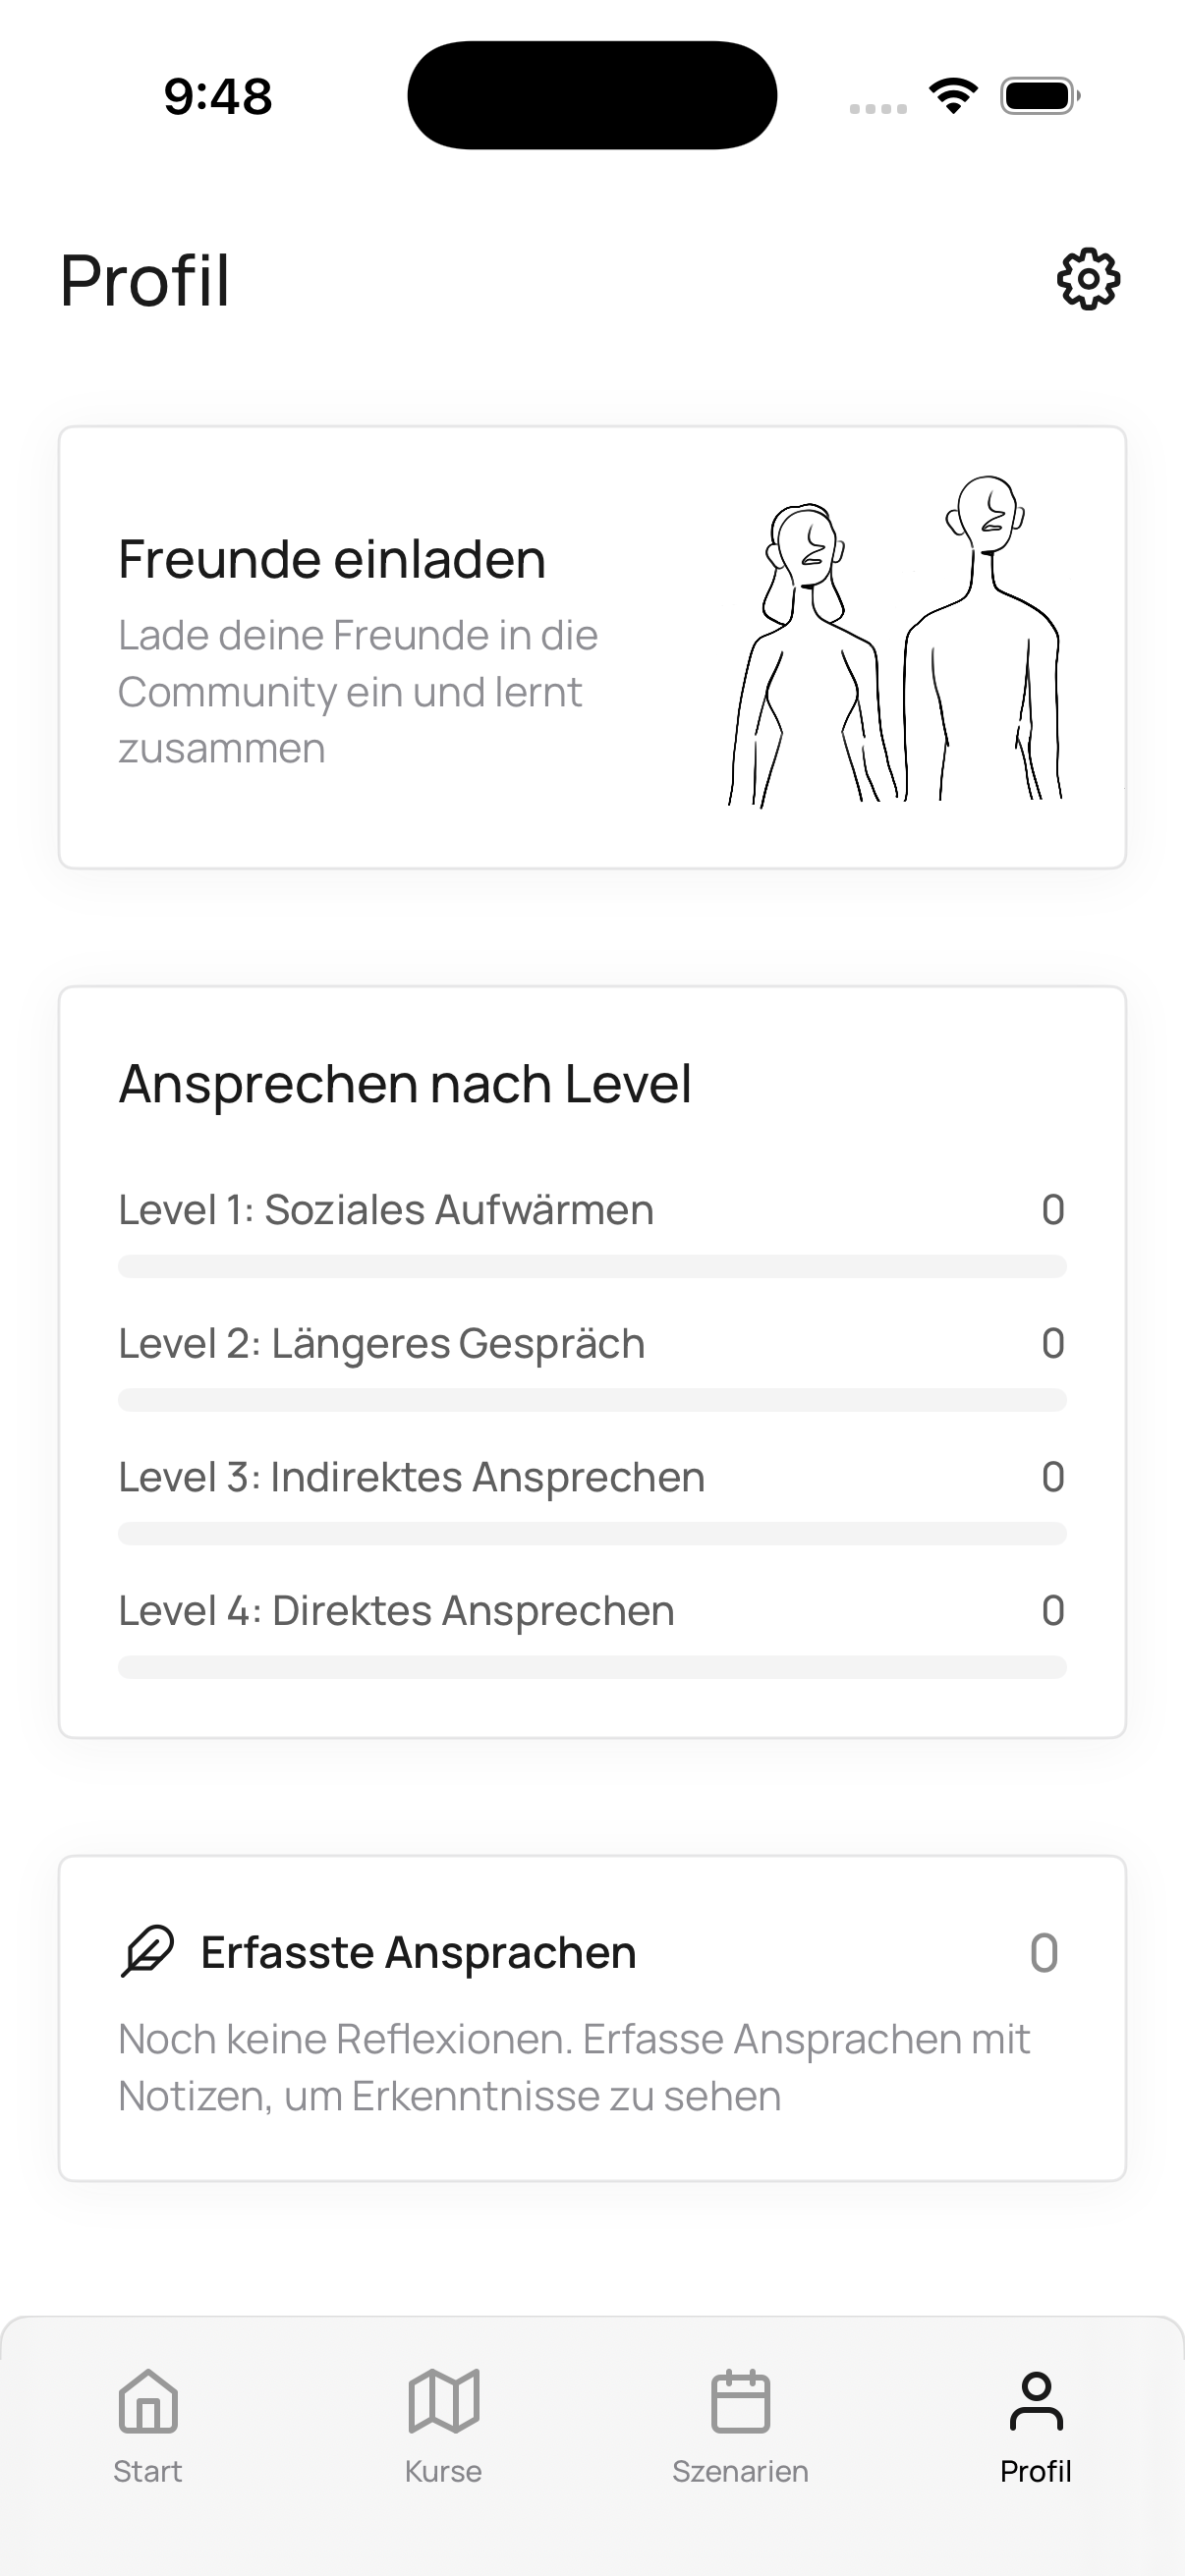 9:48
Profil
Freunde einladen
Lade deine Freunde in die
Community ein und lernt
zusammen
Ansprechen nach Level
Level 1: Soziales Aufwärmen 0
Level 2: Längeres Gespräch 0
Level 3: Indirektes Ansprechen 0
Level 4: Direktes Ansprechen 0
Erfasste Ansprachen 0
Noch keine Reflexionen. Erfasse Ansprachen mit
Notizen, um Erkenntnisse zu sehen
Start Kurse Szenarien Profil